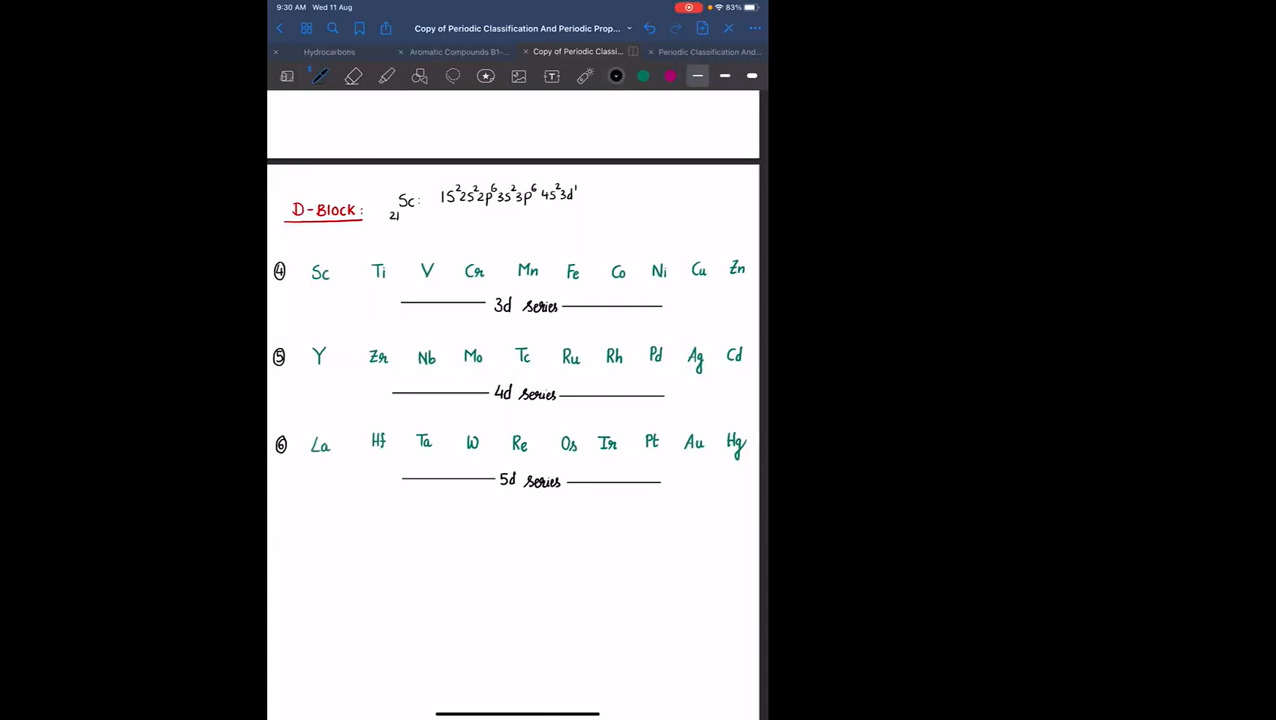 9:30 AM Wed 11 Aug 83%
Copy of Periodic Classification And Periodic Prop...
Hydrocarbons Aromatic Compounds B1-... Copy of Periodic Classi... Periodic Classification And...
D-Block: 21Sc: 1S²2s²2p⁶3s²3p⁶ 4s²3d¹
④ Sc Ti V Cr Mn Fe Co Ni Cu Zn
3d series
⑤ Y Zr Nb Mo Tc Ru Rh Pd Ag Cd
4d series
⑥ La Hf Ta W Re Os Ir Pt Au Hg
5d series